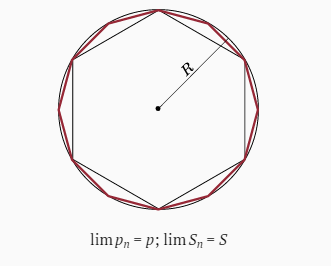 R
lim pₙ = p; lim Sₙ = S